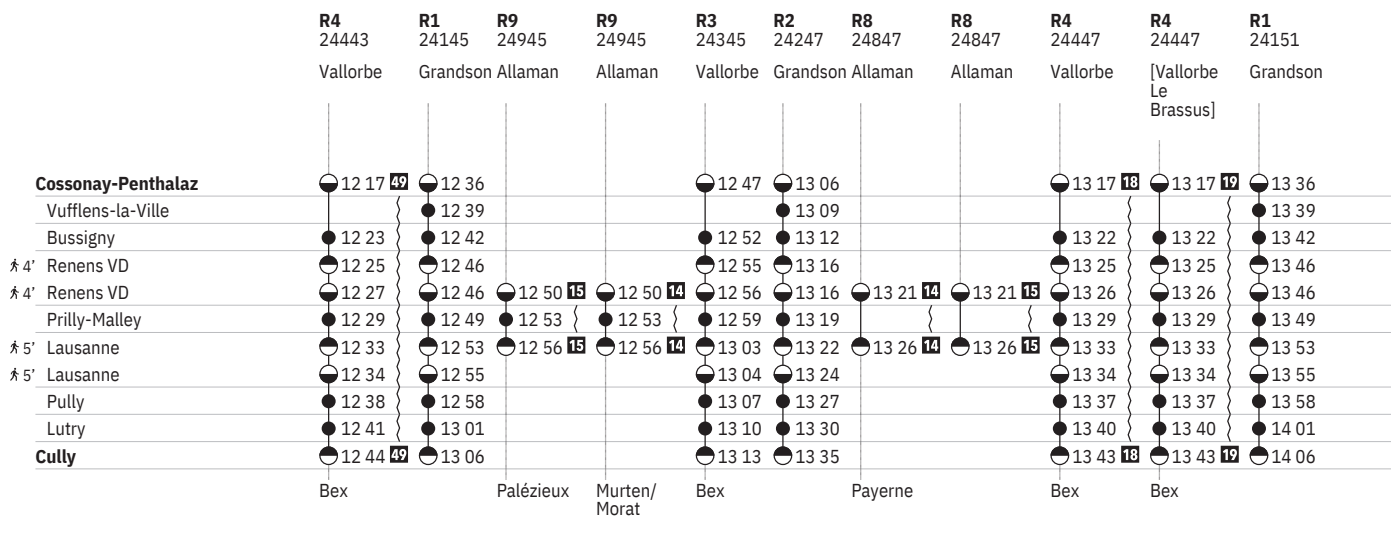 R4 R1 R9 R9 R3 R2 R8 R8 R4 R4 R1
24443 24145 24945 24945 24345 24247 24847 24847 24447 24447 24151
Vallorbe Grandson Allaman Allaman Vallorbe Grandson Allaman Allaman Vallorbe [Vallorbe Grandson
Le
Brassus]
Cossonay-Penthalaz 12 17 49 12 36 12 47 13 06 13 17 18 13 17 19 13 36
Vufflens-la-Ville 12 39 13 09 13 39
Bussigny 12 23 12 42 12 52 13 12 13 22 13 22 13 42
4’ Renens VD 12 25 12 46 12 55 13 16 13 25 13 25 13 46
4’ Renens VD 12 27 12 46 12 50 15 12 50 14 12 56 13 16 13 21 14 13 21 15 13 26 13 26 13 46
Prilly-Malley 12 29 12 49 12 53 12 53 12 59 13 19 13 29 13 29 13 49
5’ Lausanne 12 33 12 53 12 56 15 12 56 14 13 03 13 22 13 26 14 13 26 15 13 33 13 33 13 53
5’ Lausanne 12 34 12 55 13 04 13 24 13 34 13 34 13 55
Pully 12 38 12 58 13 07 13 27 13 37 13 37 13 58
Lutry 12 41 13 01 13 10 13 30 13 40 13 40 14 01
Cully 12 44 49 13 06 13 13 13 35 13 43 18 13 43 19 14 06
Bex Palézieux Murten/ Bex Payerne Bex Bex
Morat